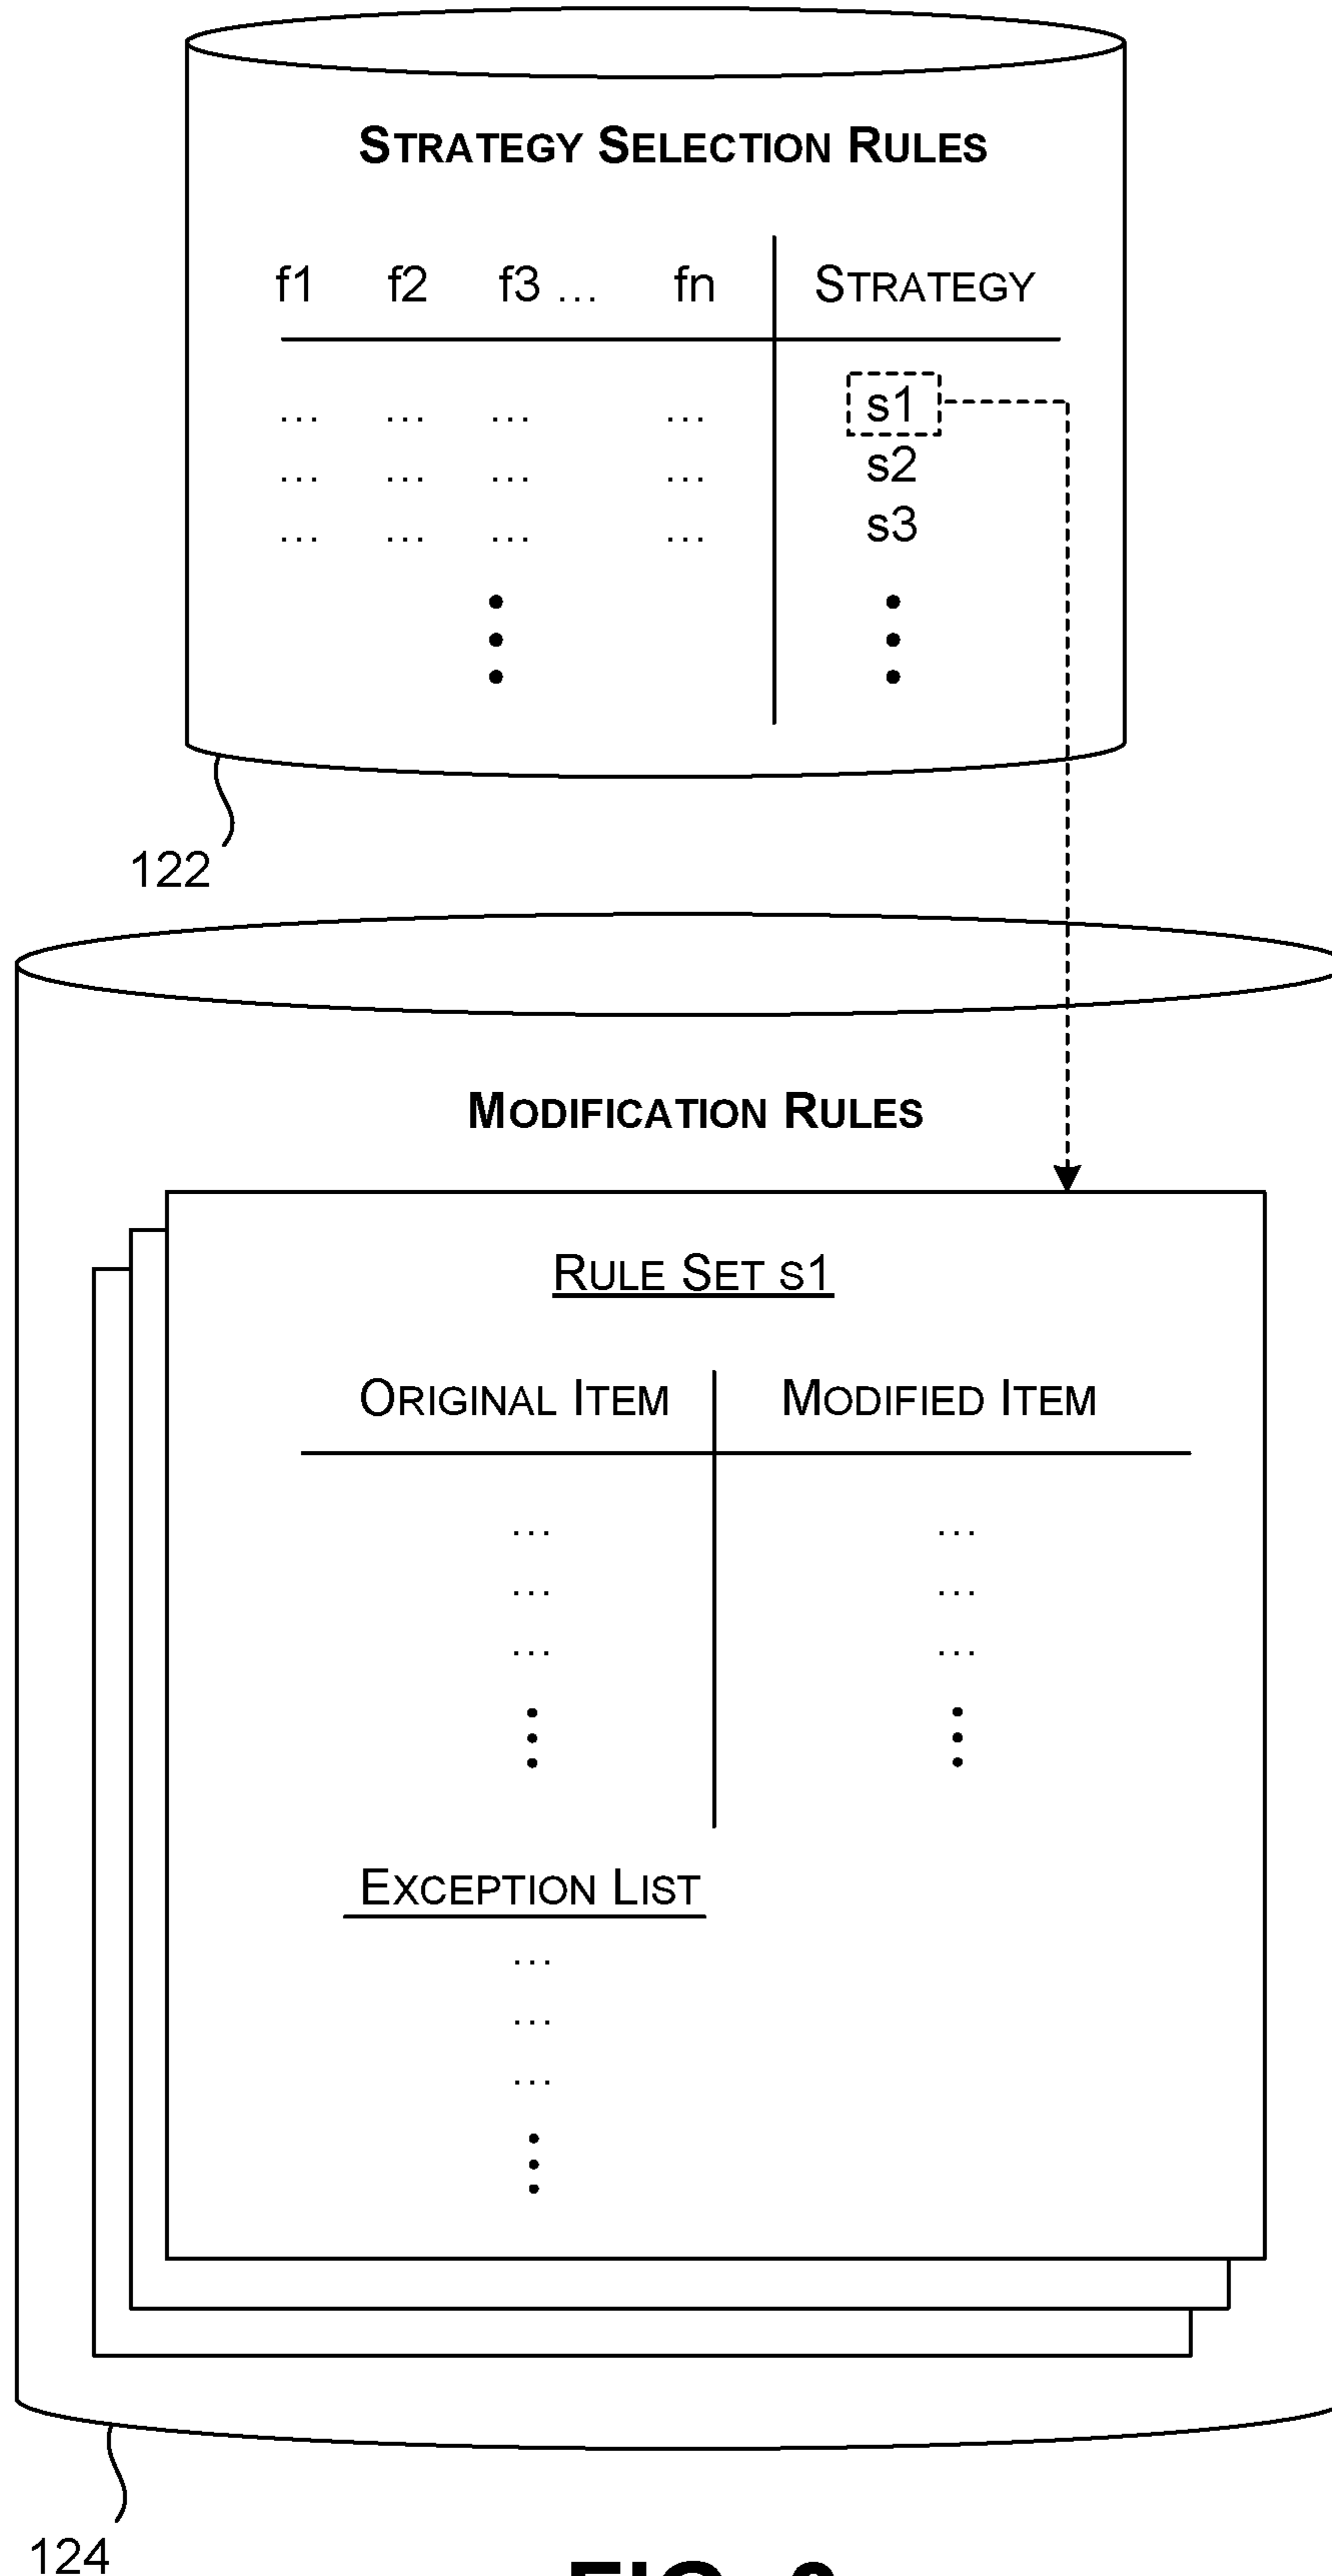 STRATEGY SELECTION RULES
f1 f2 f3 ... fn STRATEGY
... ... ... ... s1
... ... ... ... s2
... ... ... ... s3
122
MODIFICATION RULES
RULE SET S1
ORIGINAL ITEM MODIFIED ITEM
... ...
... ...
... ...
EXCEPTION LIST
...
...
...
124
FIG.